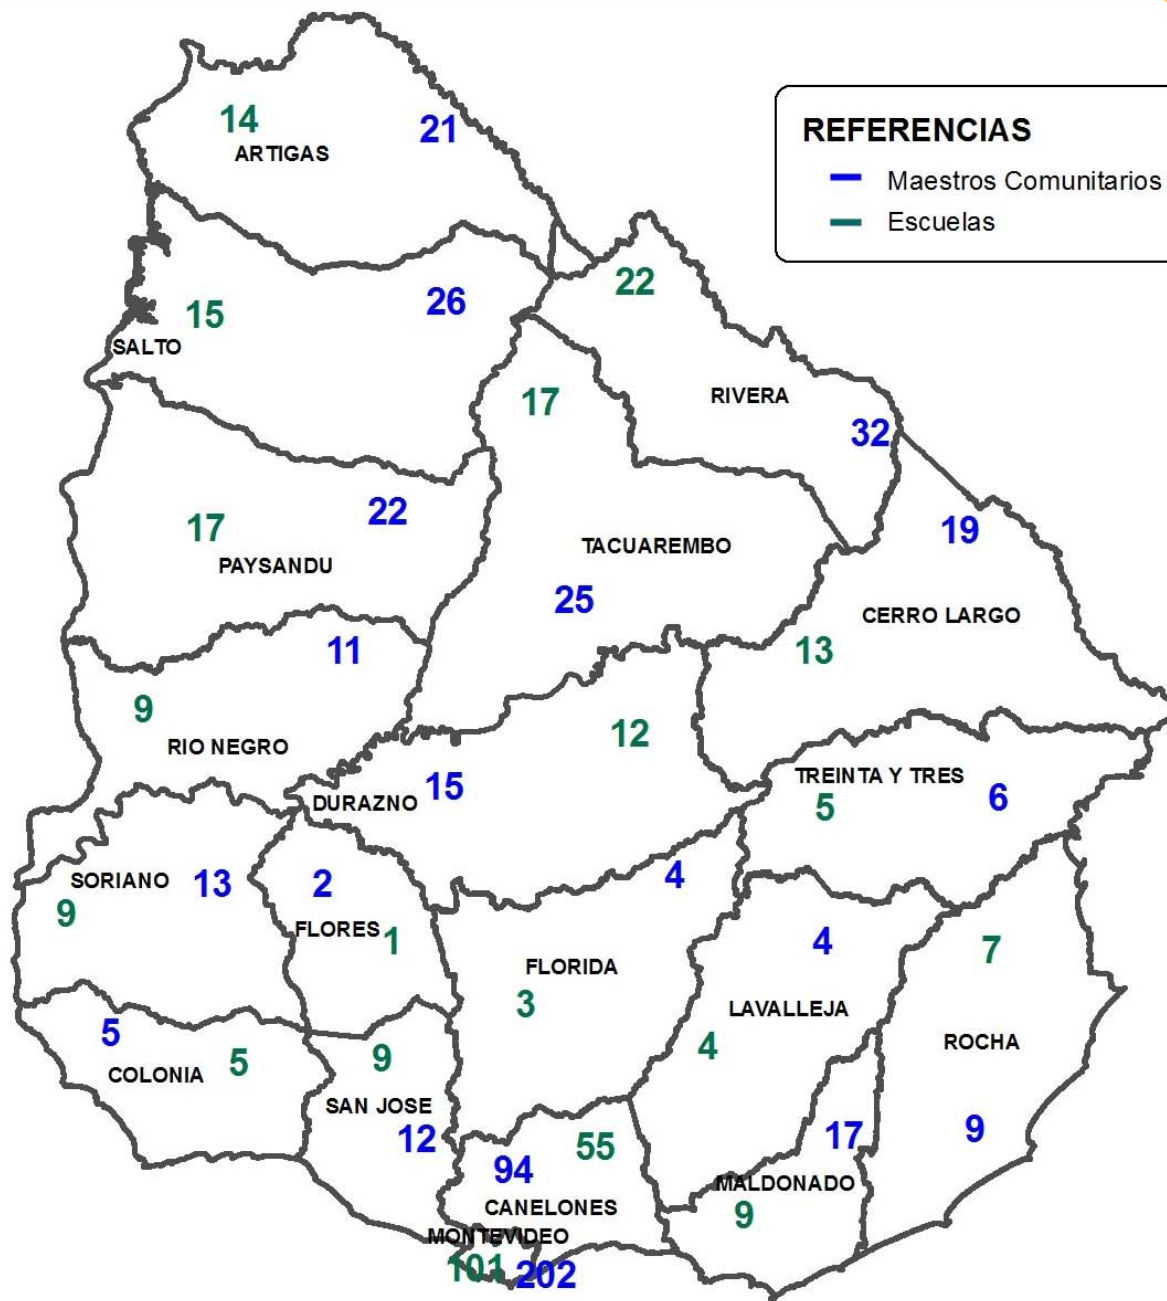 14
21
ARTIGAS
REFERENCIAS
Maestros Comunitarios
Escuelas
22
15
26
SALTO
17
RIVERA
32
22
17
PAYSANDU
19
TACUAREMBO
25
CERRO LARGO
11
13
9
RIO NEGRO
12
TREINTA Y TRES
15
DURAZNO
5
6
4
SORIANO
13
2
9
FLORES
1
4
7
FLORIDA
3
LAVALLEJA
5
5
COLONIA
9
4
ROCHA
SAN JOSE
12
17
9
55
94
CANELONES
MALDONADO
9
MONTEVIDEO
101
202